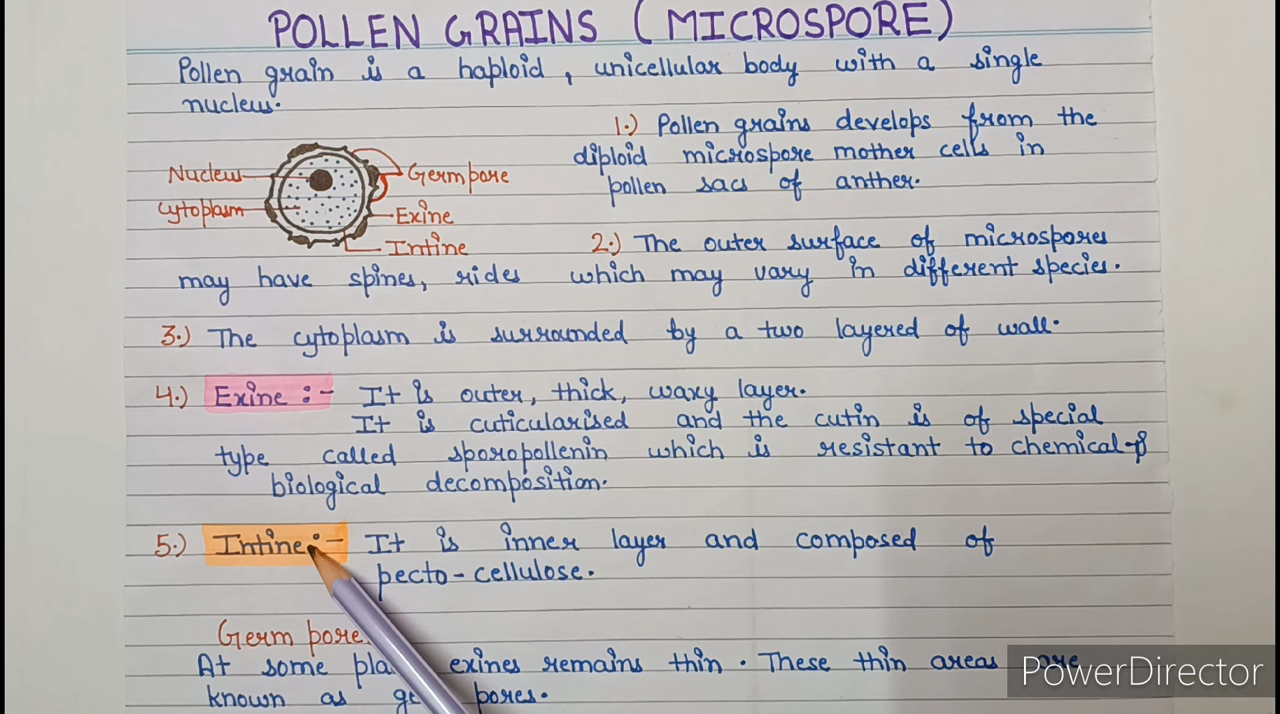 POLLEN GRAINS (MICROSPORE)
Pollen grain is a haploid, unicellular body with a single
nucleus.
1.) Pollen grains develops from the
diploid microspore mother cells in
pollen sacs of anther.
Nucleus
Cytoplasm
Germpore
Exine
Intine
2.) The outer surface of microspores
may have spines, rides which may vary in different species.
3.) The cytoplasm is surrounded by a two layered of wall.
4.) Exine :- It is outer, thick, waxy layer.
It is cuticularised and the cutin is of special
type called sporopollenin which is resistant to chemical &
biological decomposition.
5.) Intine :- It is inner layer and composed of
pecto-cellulose.
Germ pore
At some exines remains thin. These thin areas are
known as pores.
PowerDirector